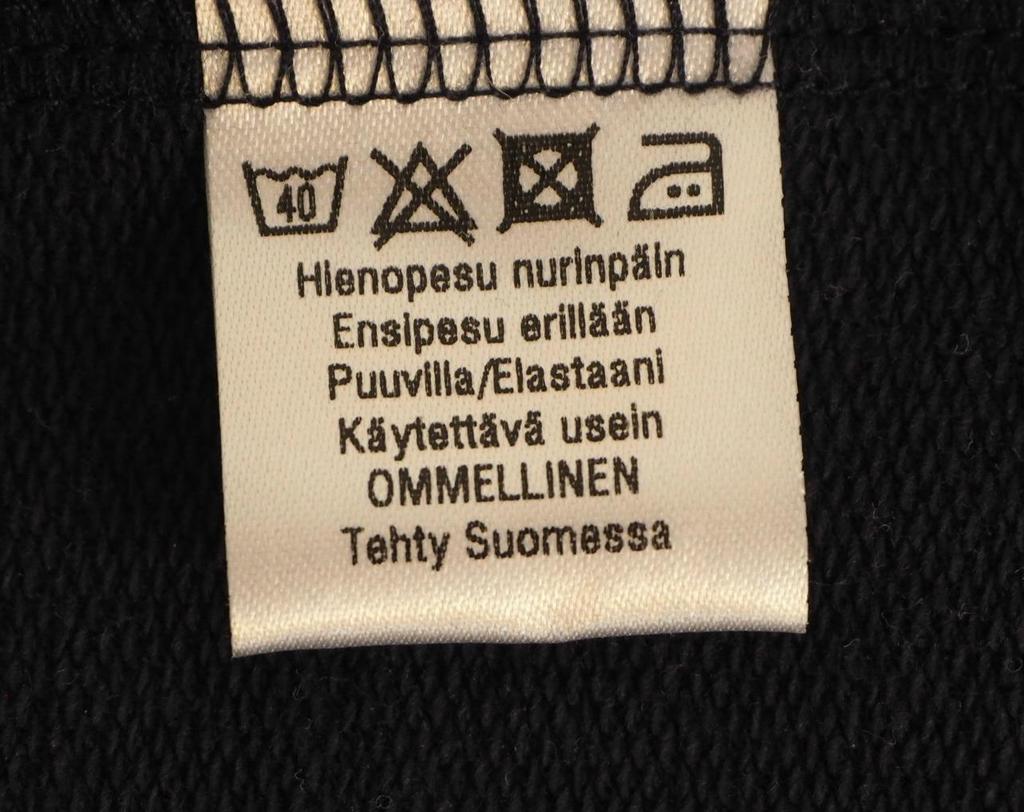 40
Hienopesu nurinpäin
Ensipesu erillään
Puuvilla/Elastaani
Käytettävä usein
OMMELLINEN
Tehty Suomessa